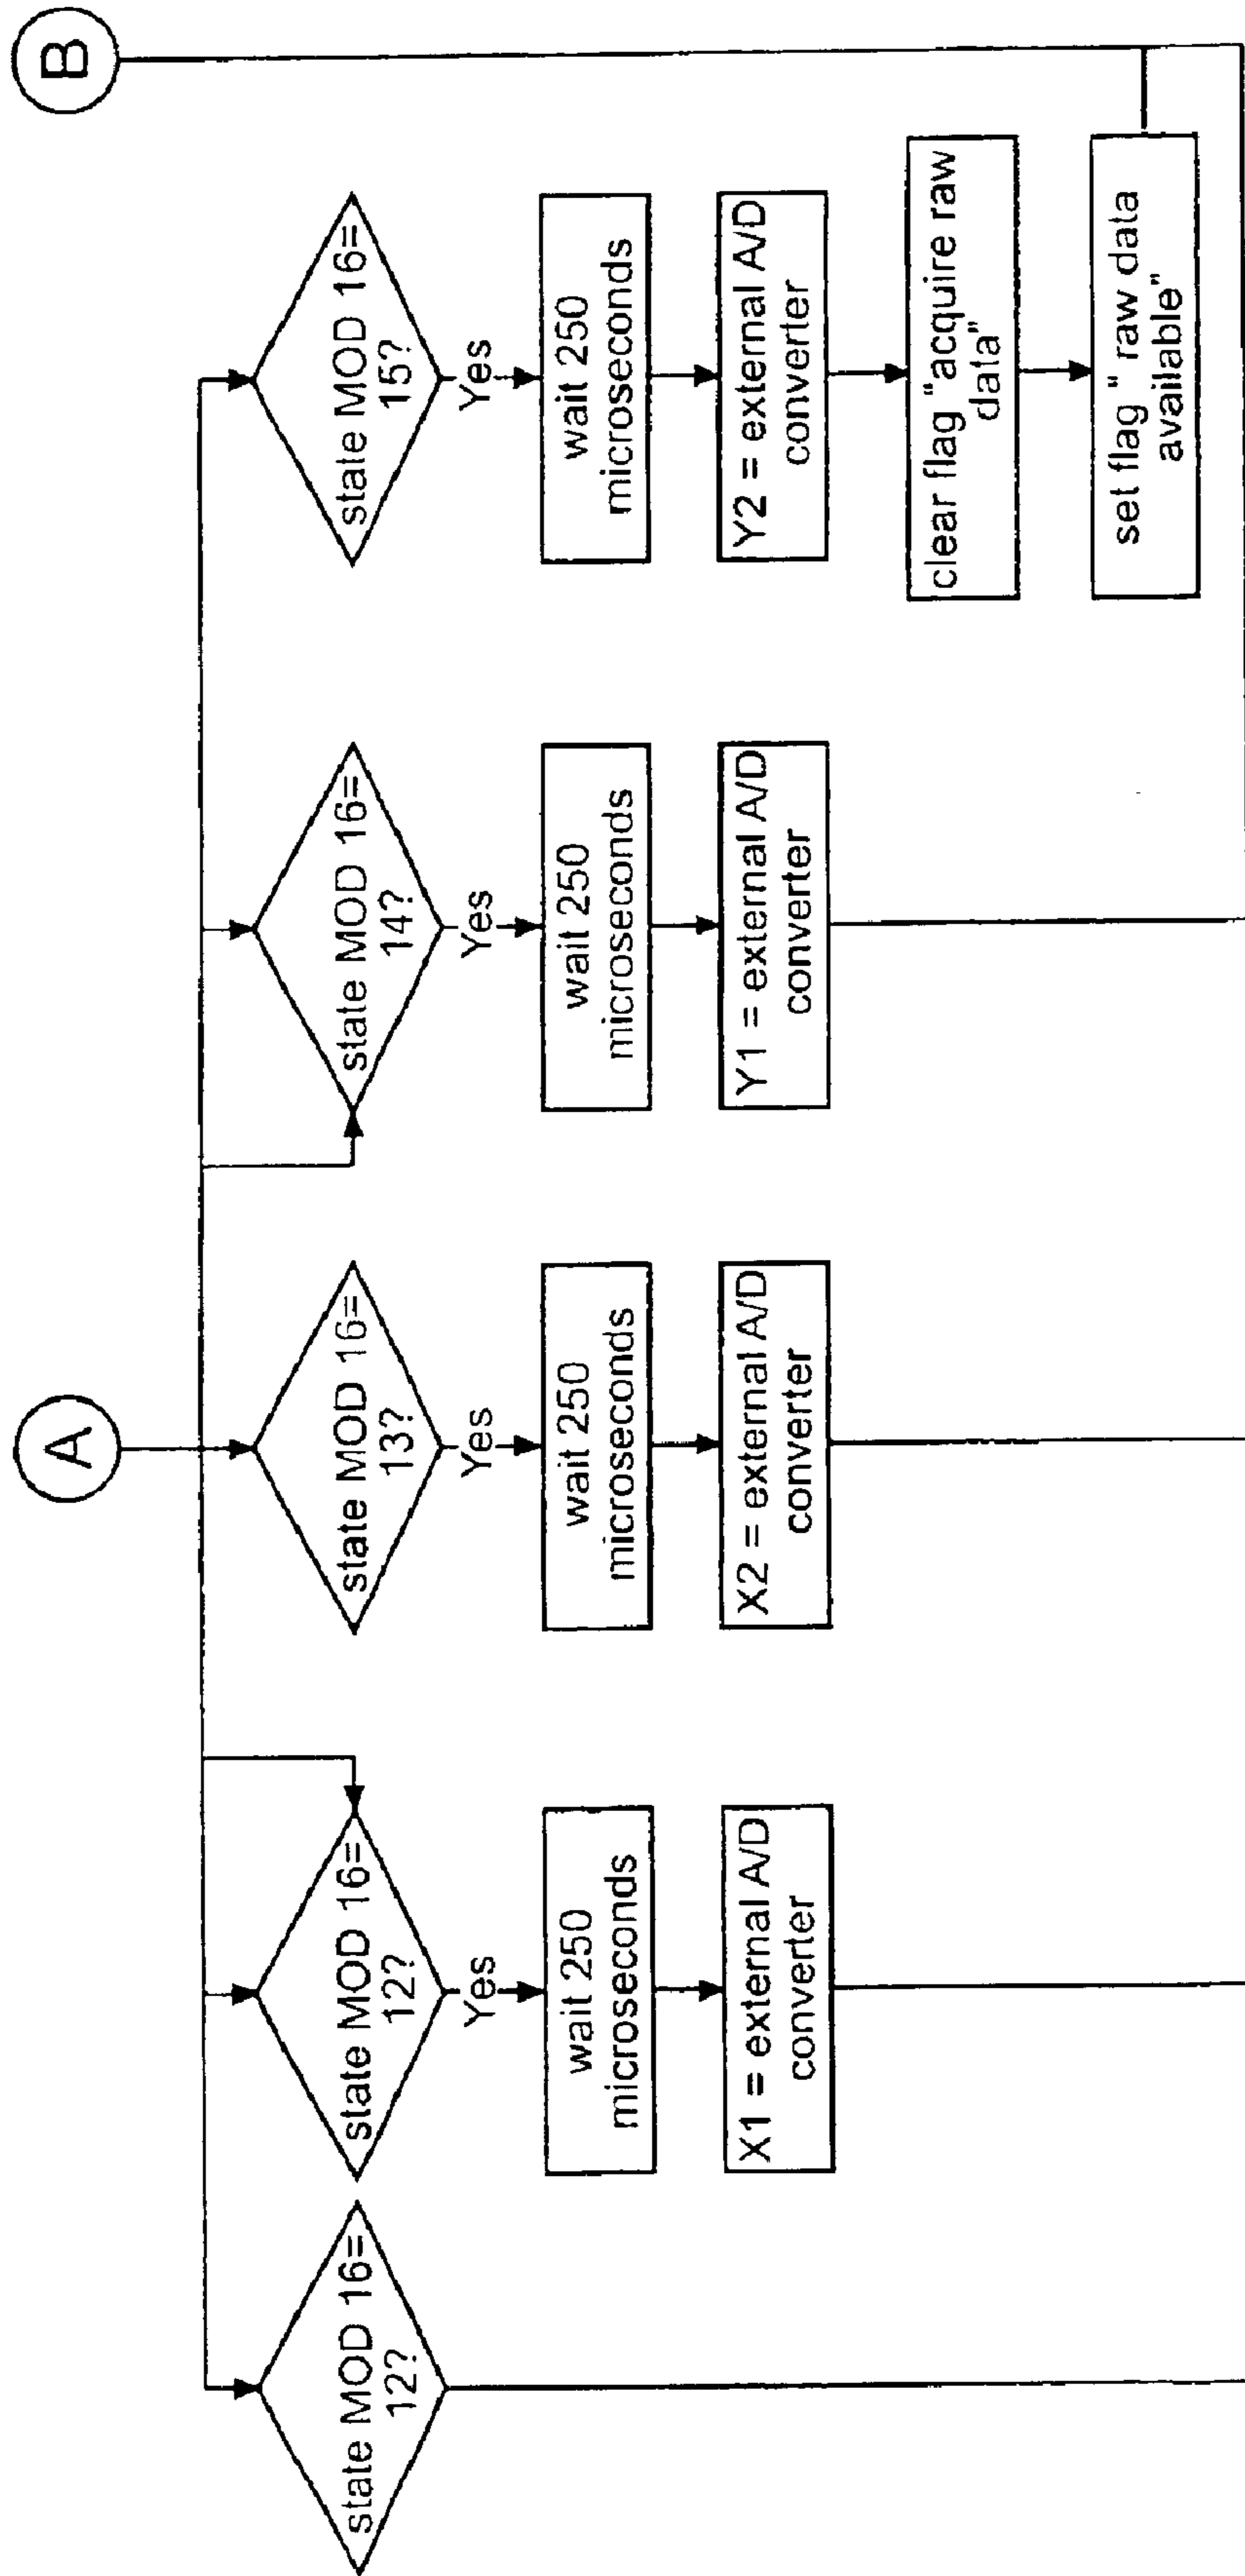 A
B
state MOD 16=
12?
state MOD 16=
12?
Yes
wait 250
microseconds
X1 = external A/D
converter
state MOD 16=
13?
Yes
wait 250
microseconds
X2 = external A/D
converter
state MOD 16=
14?
Yes
wait 250
microseconds
Y1 = external A/D
converter
state MOD 16=
15?
Yes
wait 250
microseconds
Y2 = external A/D
converter
clear flag "acquire raw
data"
set flag " raw data
available"